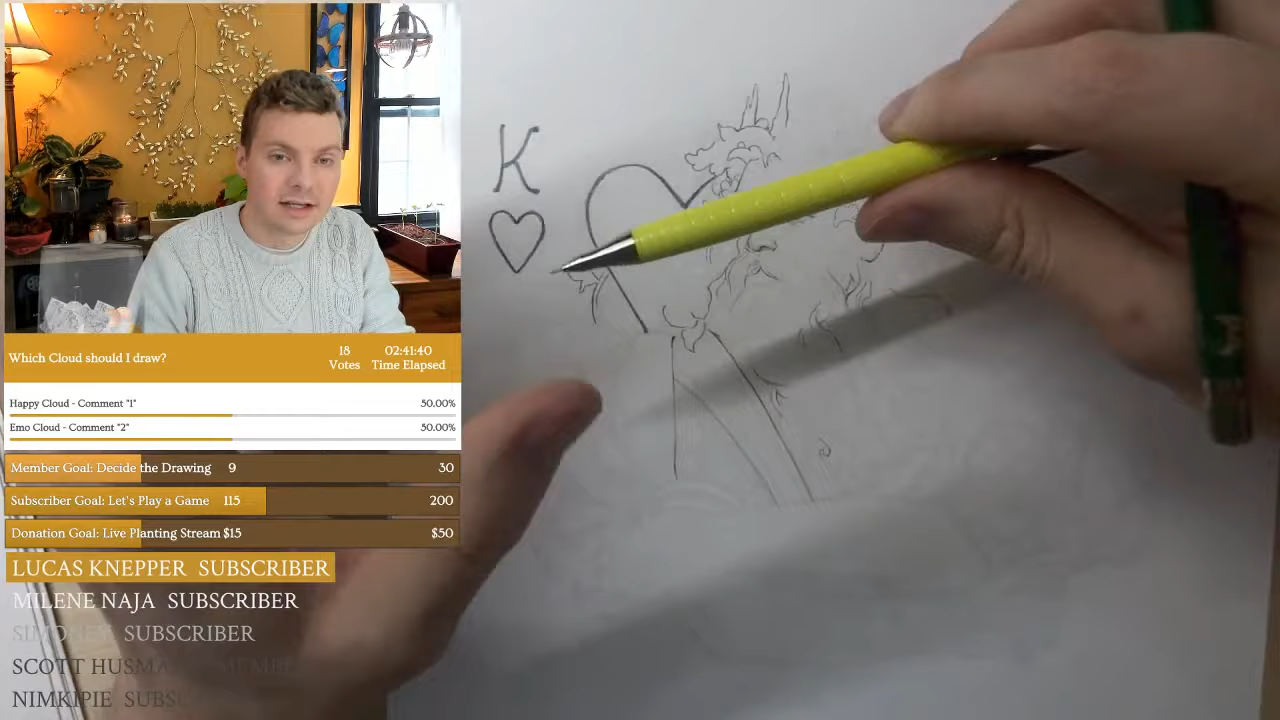 K
Which Cloud should I draw?
18 02:41:40
Votes Time Elapsed
Happy Cloud - Comment "1" 50.00%
Emo Cloud - Comment "2" 50.00%
Member Goal: Decide the Drawing 9 30
Subscriber Goal: Let's Play a Game 115 200
Donation Goal: Live Planting Stream $15 $50
LUCAS KNEPPER SUBSCRIBER
MILENE NAJA SUBSCRIBER
SUBSCRIBER
SCOTT
NIMKIPIE